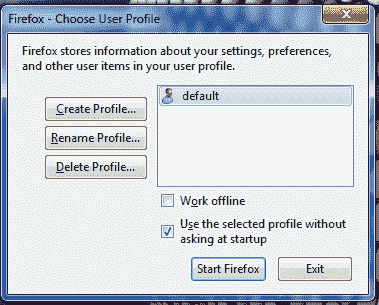 Firefox - Choose User Profile
Firefox stores information about your settings, preferences,
and other user items in your user profile.
Create Profile...
Rename Profile...
Delete Profile...
default
Work offline
Use the selected profile without
asking at startup
Start Firefox
Exit